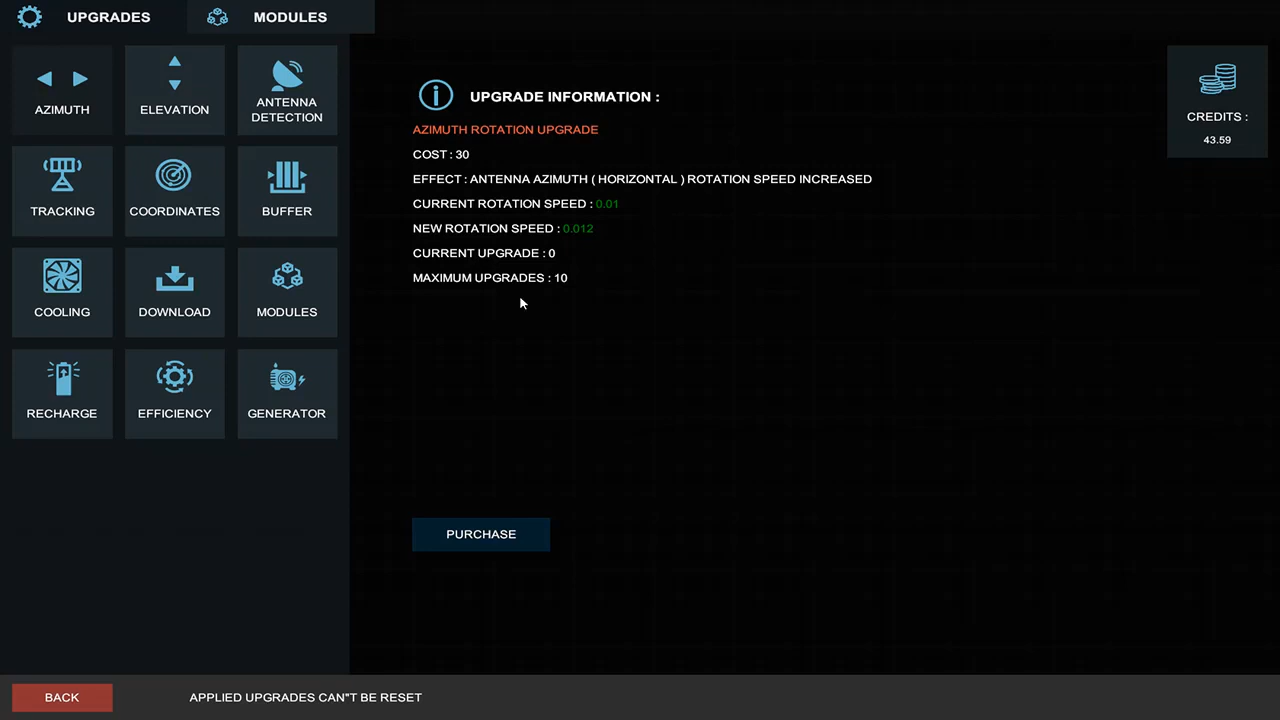 UPGRADES
MODULES
AZIMUTH
ELEVATION
ANTENNA
DETECTION
TRACKING
COORDINATES
BUFFER
COOLING
DOWNLOAD
MODULES
RECHARGE
EFFICIENCY
GENERATOR
UPGRADE INFORMATION :
AZIMUTH ROTATION UPGRADE
COST : 30
EFFECT : ANTENNA AZIMUTH ( HORIZONTAL ) ROTATION SPEED INCREASED
CURRENT ROTATION SPEED : 0.01
NEW ROTATION SPEED : 0.012
CURRENT UPGRADE : 0
MAXIMUM UPGRADES : 10
PURCHASE
CREDITS :
43.59
BACK
APPLIED UPGRADES CAN"T BE RESET